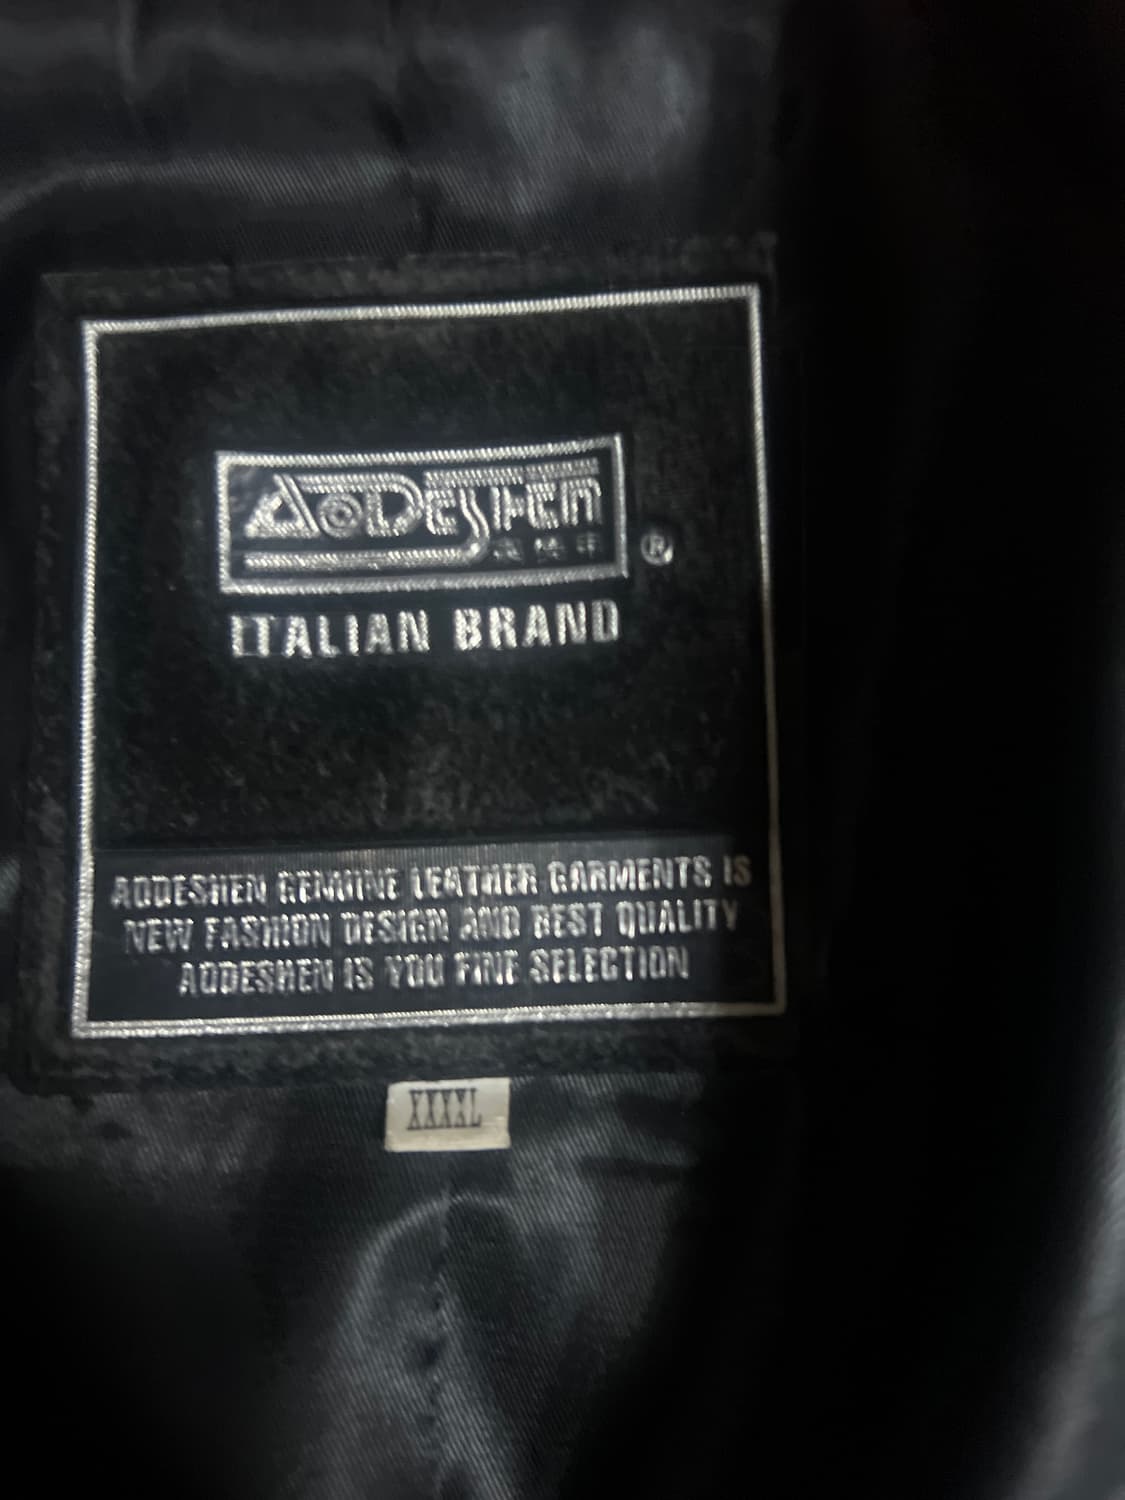 AODESHEN
®
ITALIAN BRAND
AODESHEN GENUINE LEATHER GARMENTS IS
NEW FASHION DESIGN AND BEST QUALITY
AODESHEN IS YOU FINE SELECTION
XXXXL